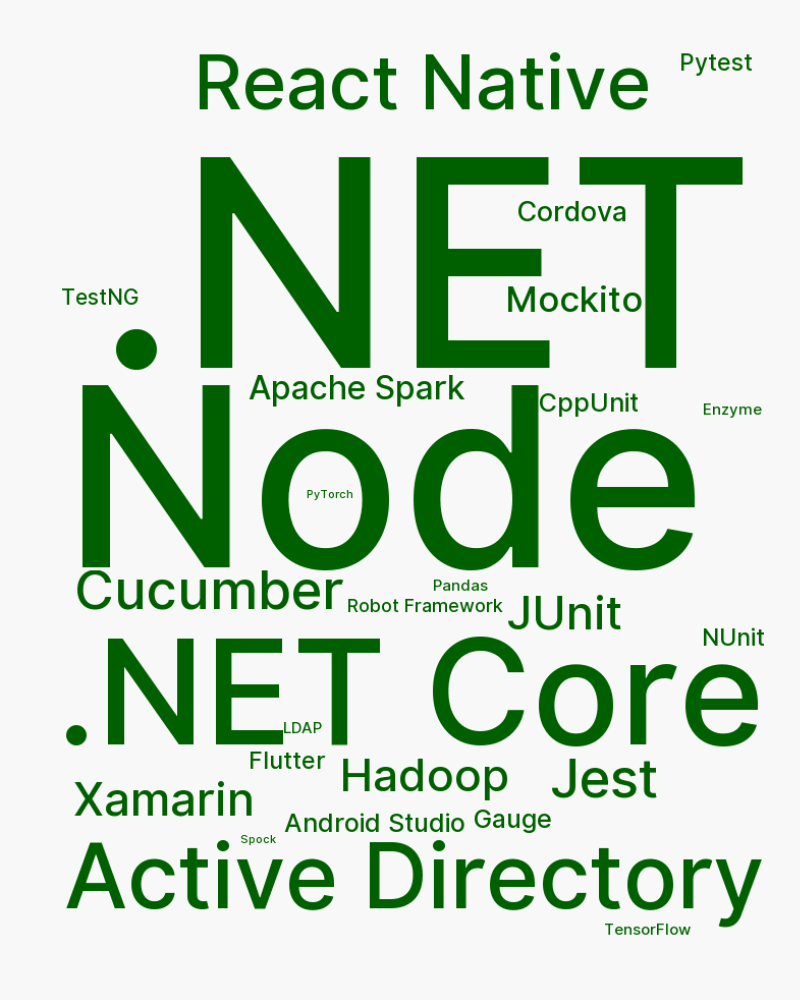 React Native
Pytest
.NET
Cordova
TestNG
Mockito
Apache Spark
CppUnit
Enzyme
Node
PyTorch
Cucumber
Pandas
Robot Framework
JUnit
NUnit
.NET Core
LDAP
Flutter
Hadoop
Jest
Xamarin
Android Studio
Gauge
Spock
Active Directory
TensorFlow